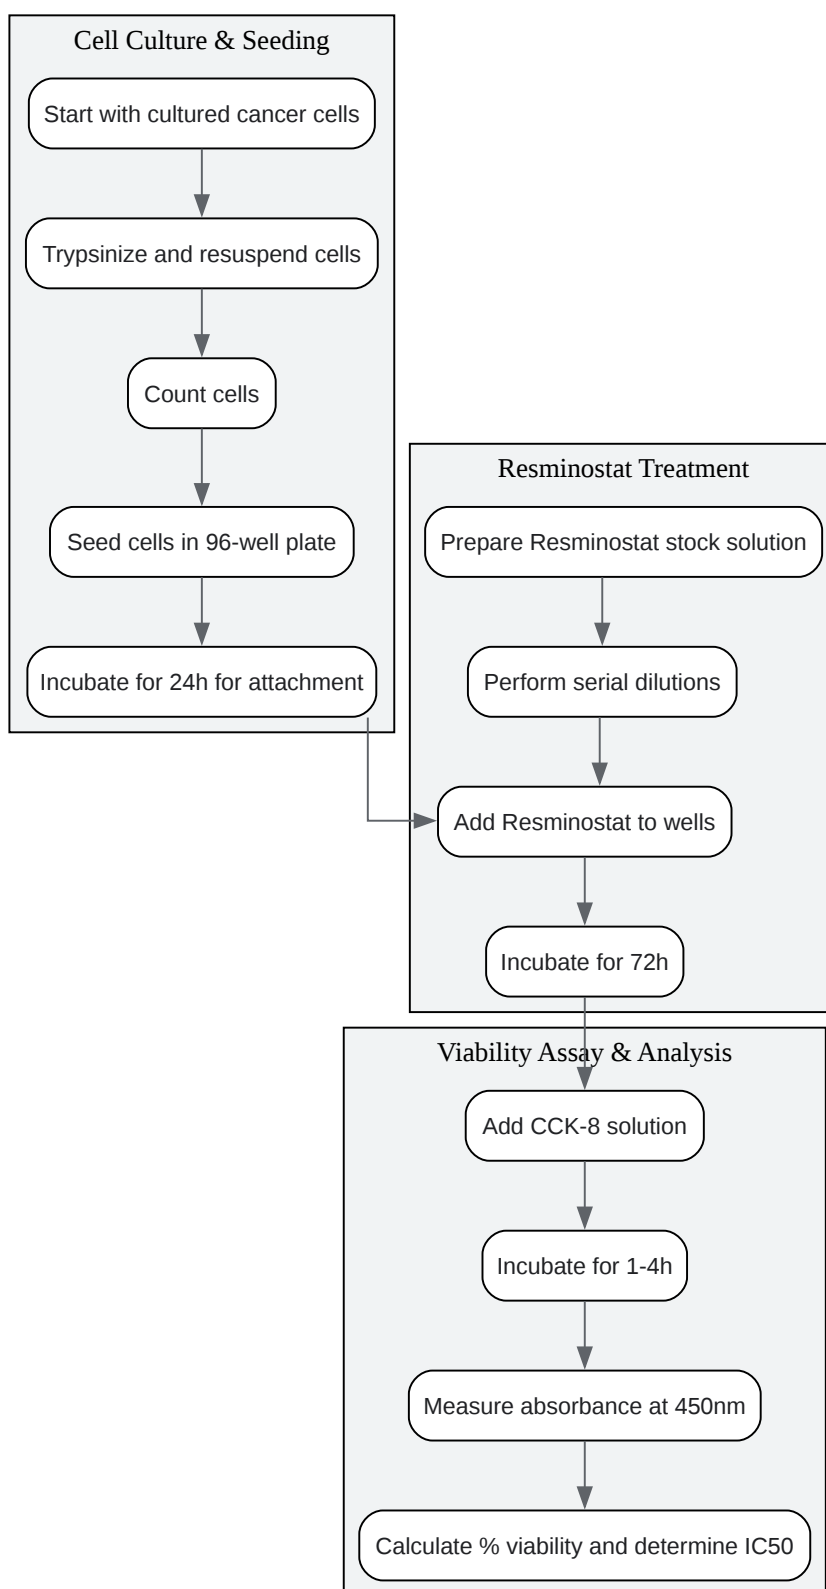 Cell Culture & Seeding
Start with cultured cancer cells
Trypsinize and resuspend cells
Count cells
Seed cells in 96-well plate
Incubate for 24h for attachment
Resminostat Treatment
Prepare Resminostat stock solution
Perform serial dilutions
Add Resminostat to wells
Incubate for 72h
Viability Assay & Analysis
Add CCK-8 solution
Incubate for 1-4h
Measure absorbance at 450nm
Calculate % viability and determine IC50